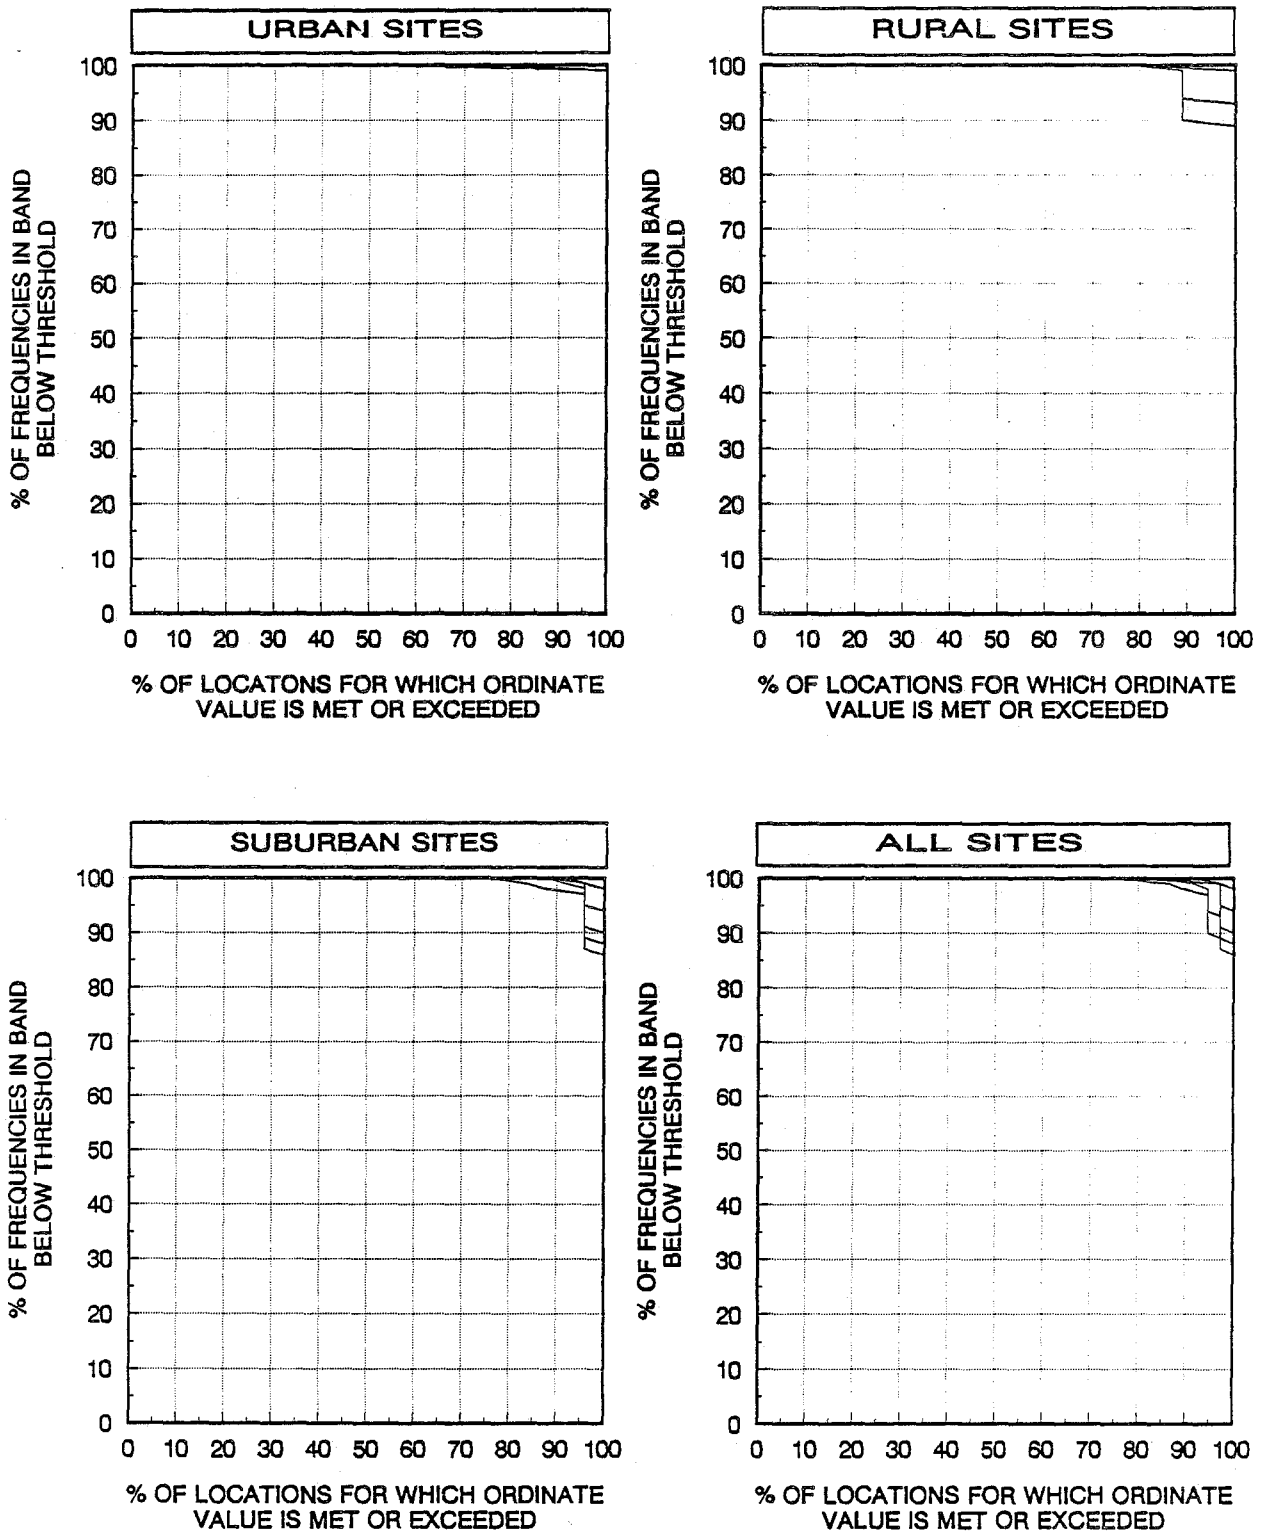 URBAN SITES
% OF FREQUENCIES IN BAND
BELOW THRESHOLD
100
90
80
70
60
50
40
30
20
10
0
0 10 20 30 40 50 60 70 80 90 100
% OF LOCATONS FOR WHICH ORDINATE
VALUE IS MET OR EXCEEDED
RURAL SITES
% OF FREQUENCIES IN BAND
BELOW THRESHOLD
100
90
80
70
60
50
40
30
20
10
0
0 10 20 30 40 50 60 70 80 90 100
% OF LOCATIONS FOR WHICH ORDINATE
VALUE IS MET OR EXCEEDED
SUBURBAN SITES
% OF FREQUENCIES IN BAND
BELOW THRESHOLD
100
90
80
70
60
50
40
30
20
10
0
0 10 20 30 40 50 60 70 80 90 100
% OF LOCATIONS FOR WHICH ORDINATE
VALUE IS MET OR EXCEEDED
ALL SITES
% OF FREQUENCIES IN BAND
BELOW THRESHOLD
100
90
80
70
60
50
40
30
20
10
0
0 10 20 30 40 50 60 70 80 90 100
% OF LOCATIONS FOR WHICH ORDINATE
VALUE IS MET OR EXCEEDED